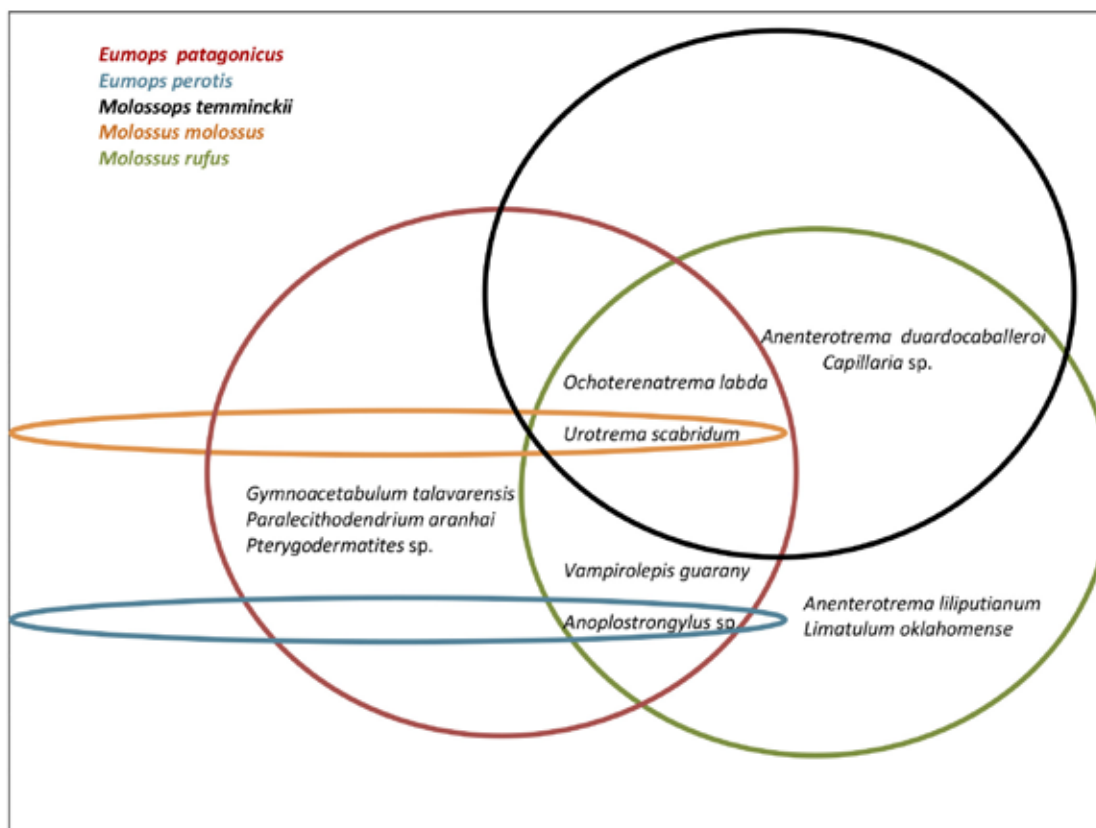 Eumops patagonicus
Eumops perotis
Molossops temminckii
Molossus molossus
Molossus rufus
Anenterotrema duardocaballeroi
Capillaria sp.
Ochoterenatrema labda
Urotrema scabridum
Gymnoacetabulum talavarensis
Paralecithodendrium aranhai
Pterygodermatites sp.
Vampirolepis guarany
Anoplostrongylus sp
Anenterotrema liliputianum
Limatulum oklahomense